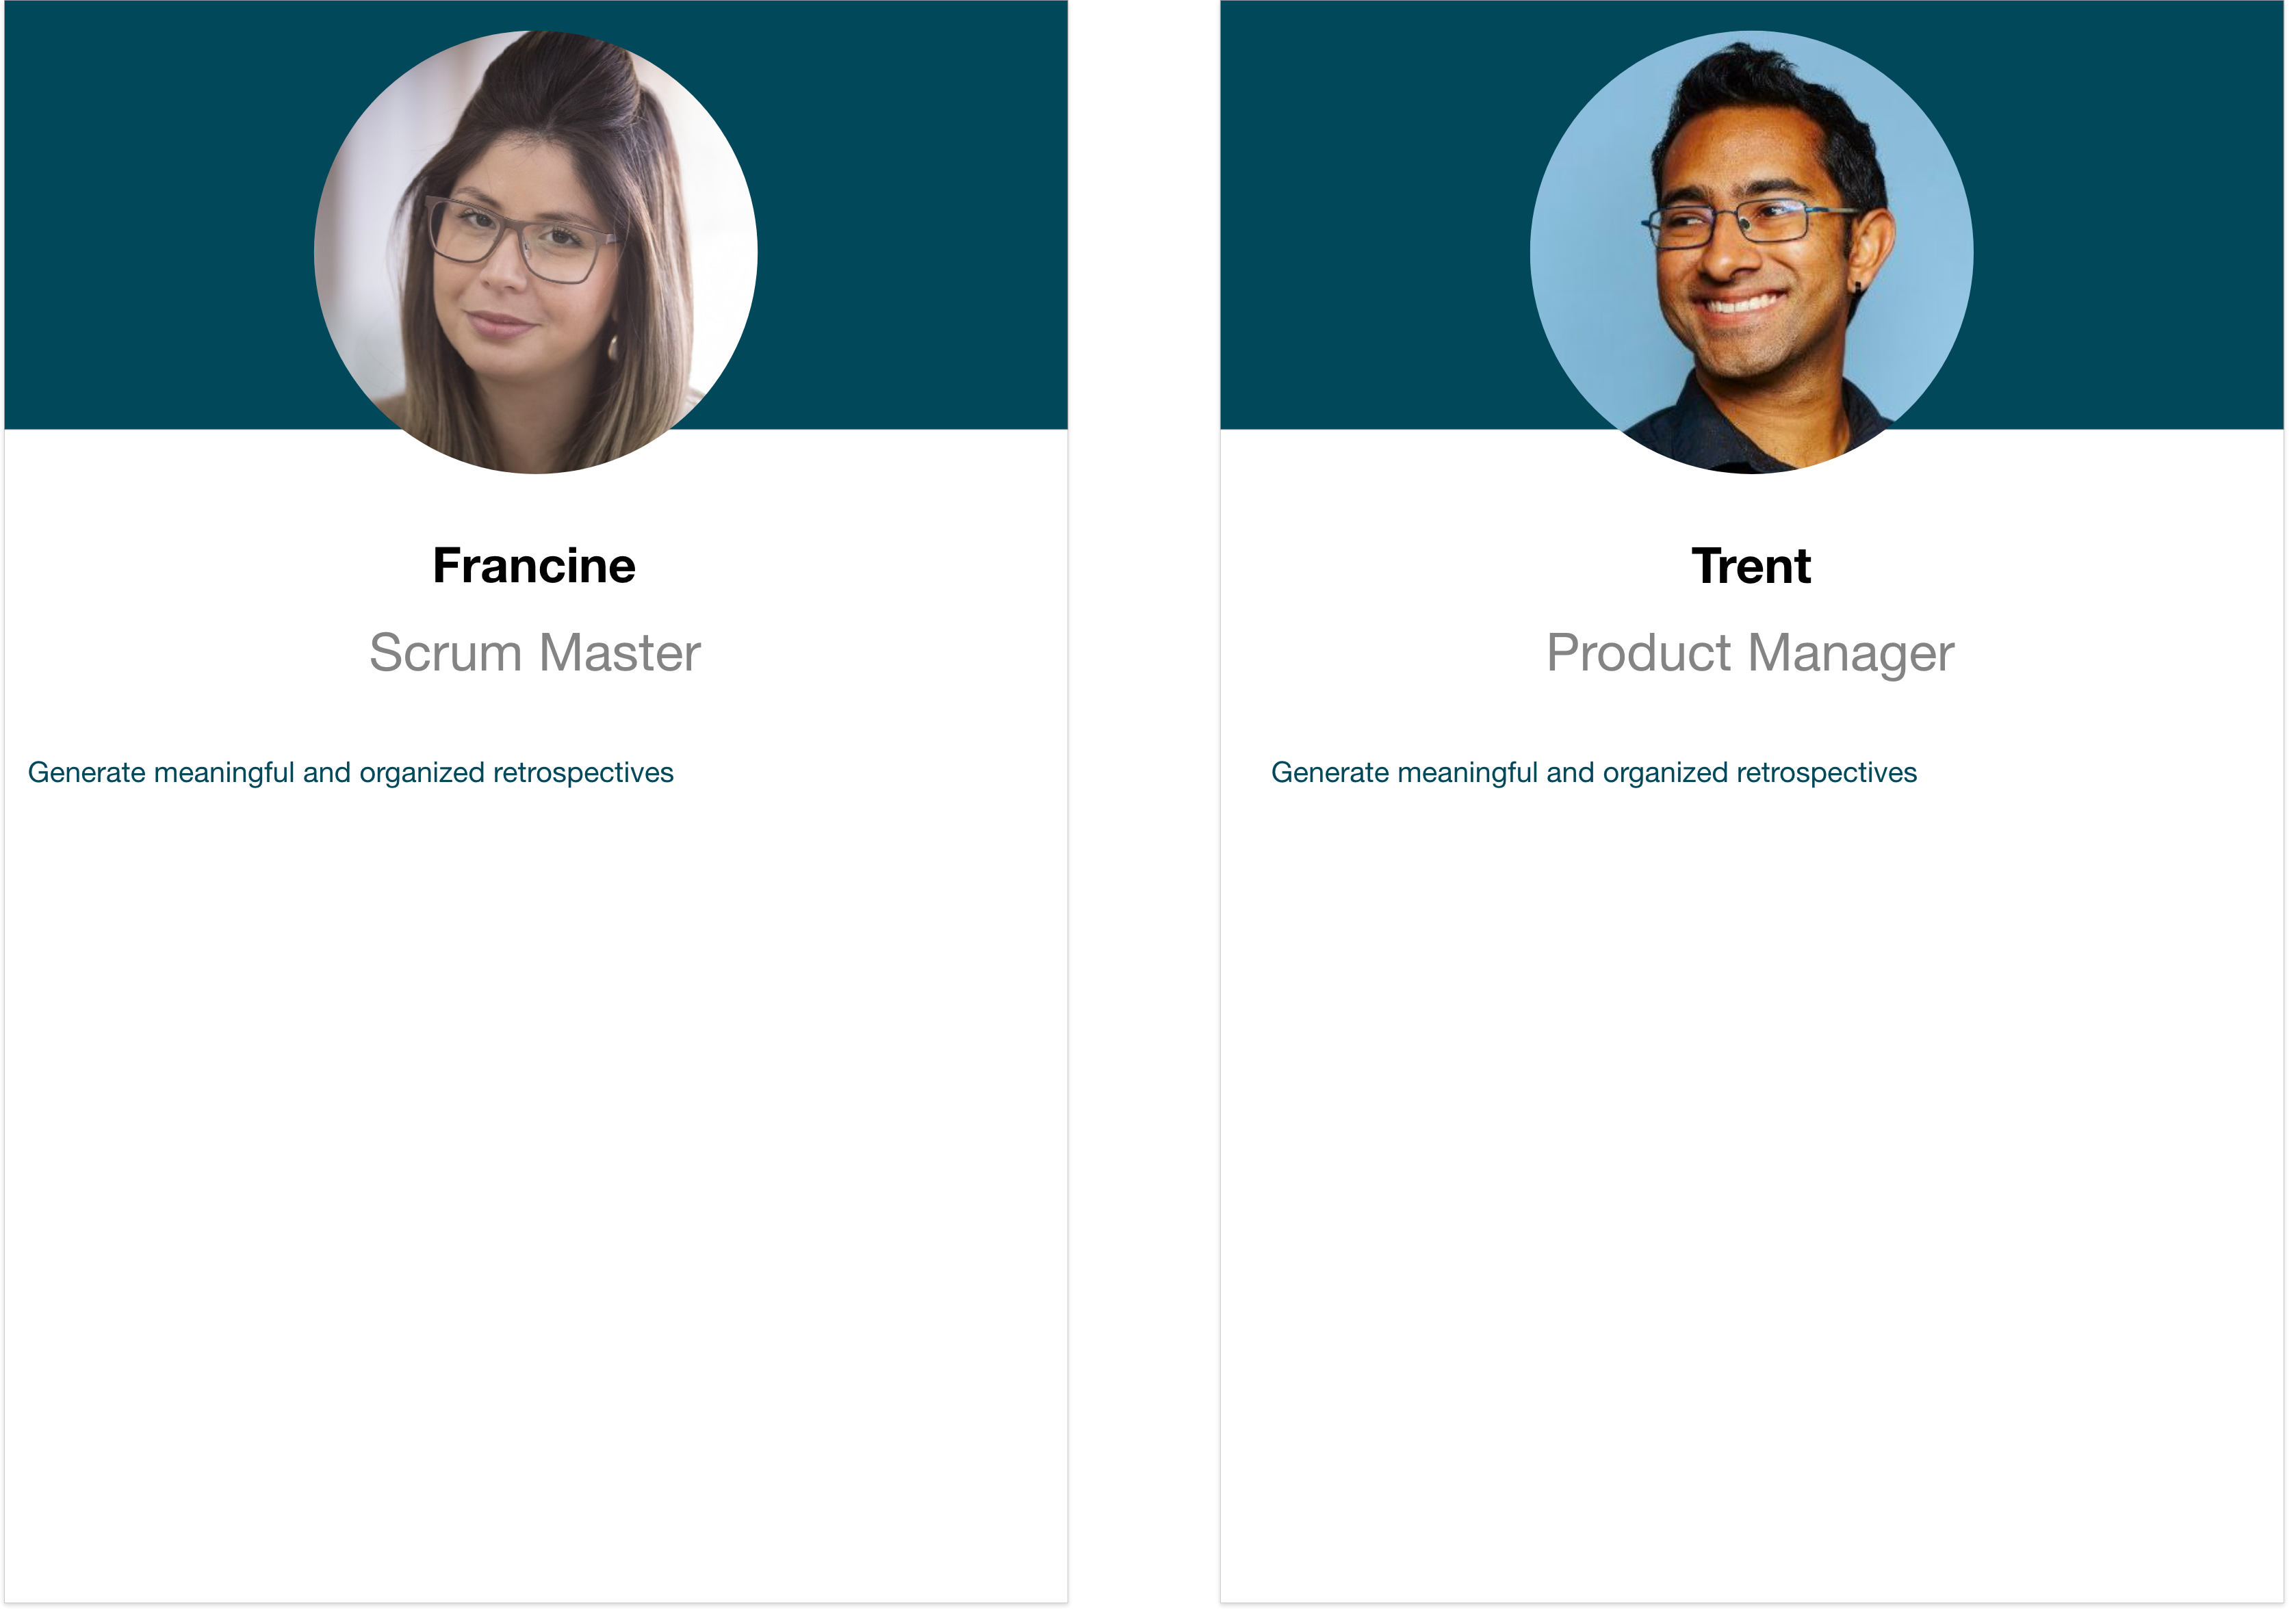 Francine
Scrum Master
Generate meaningful and organized retrospectives
Trent
Product Manager
Generate meaningful and organized retrospectives